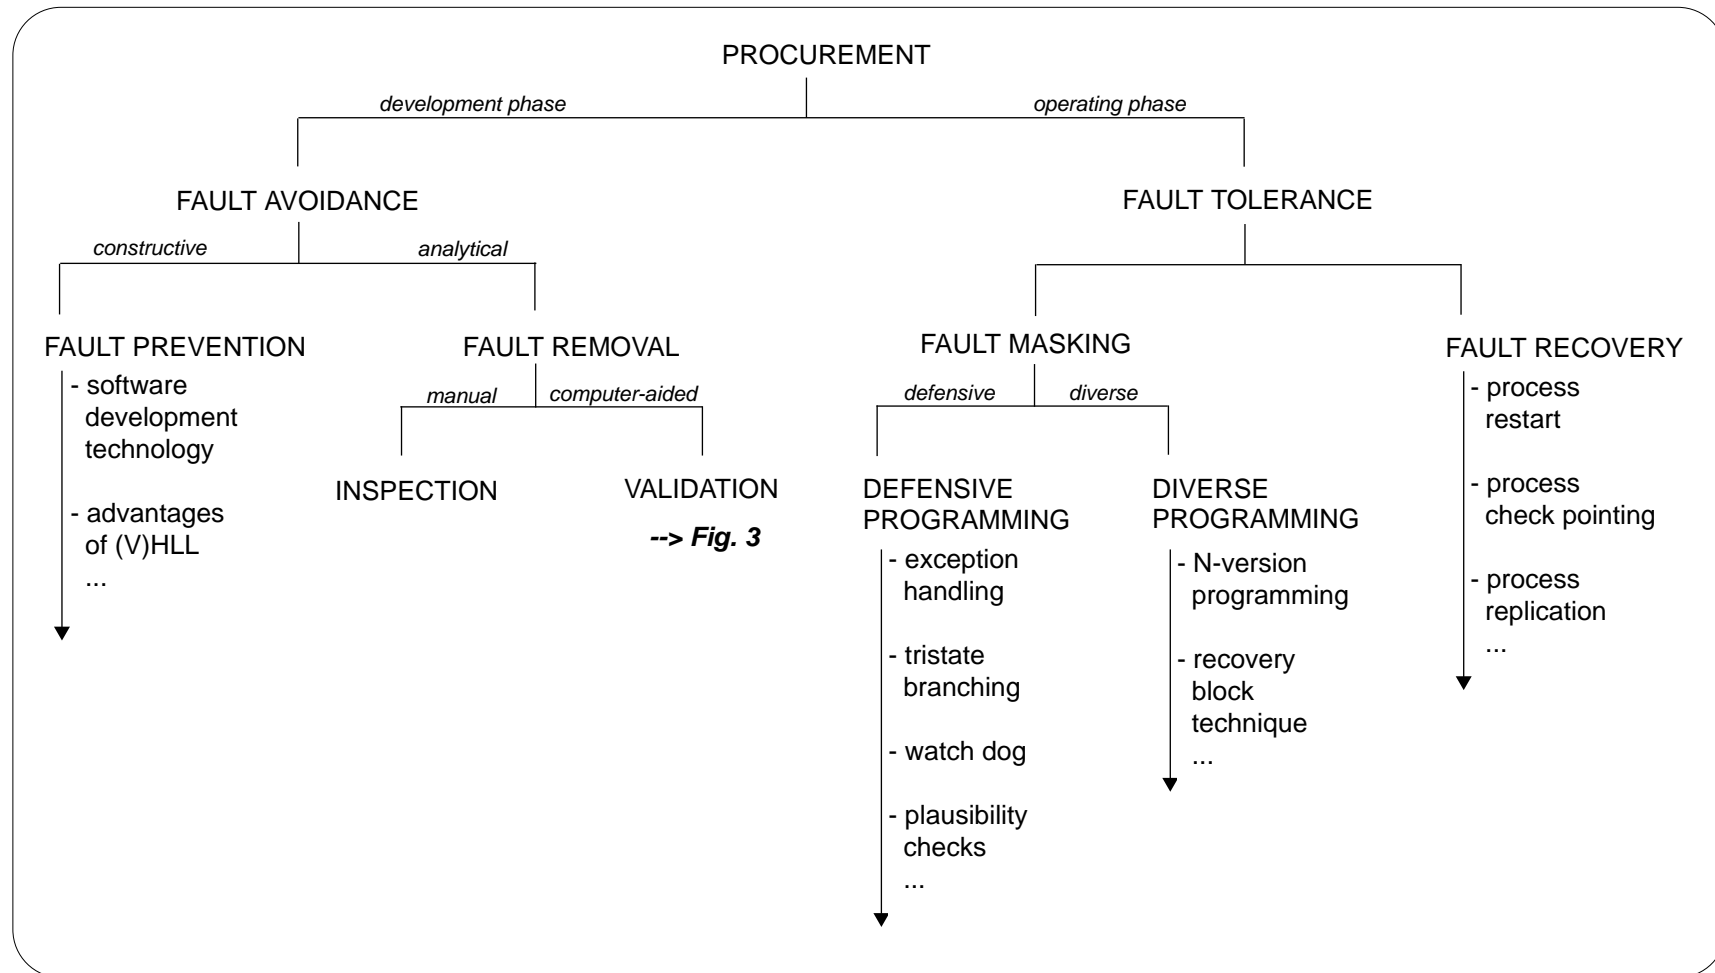 PROCUREMENT
development phase
operating phase
FAULT AVOIDANCE
FAULT TOLERANCE
constructive
analytical
FAULT PREVENTION
- software
development
technology
- advantages
of (V)HLL
...
FAULT REMOVAL
manual
computer-aided
INSPECTION
VALIDATION
--> Fig. 3
FAULT MASKING
defensive
diverse
DEFENSIVE
PROGRAMMING
- exception
handling
- tristate
branching
- watch dog
- plausibility
checks
...
DIVERSE
PROGRAMMING
- N-version
programming
- recovery
block
technique
...
FAULT RECOVERY
- process
restart
- process
check pointing
- process
replication
...